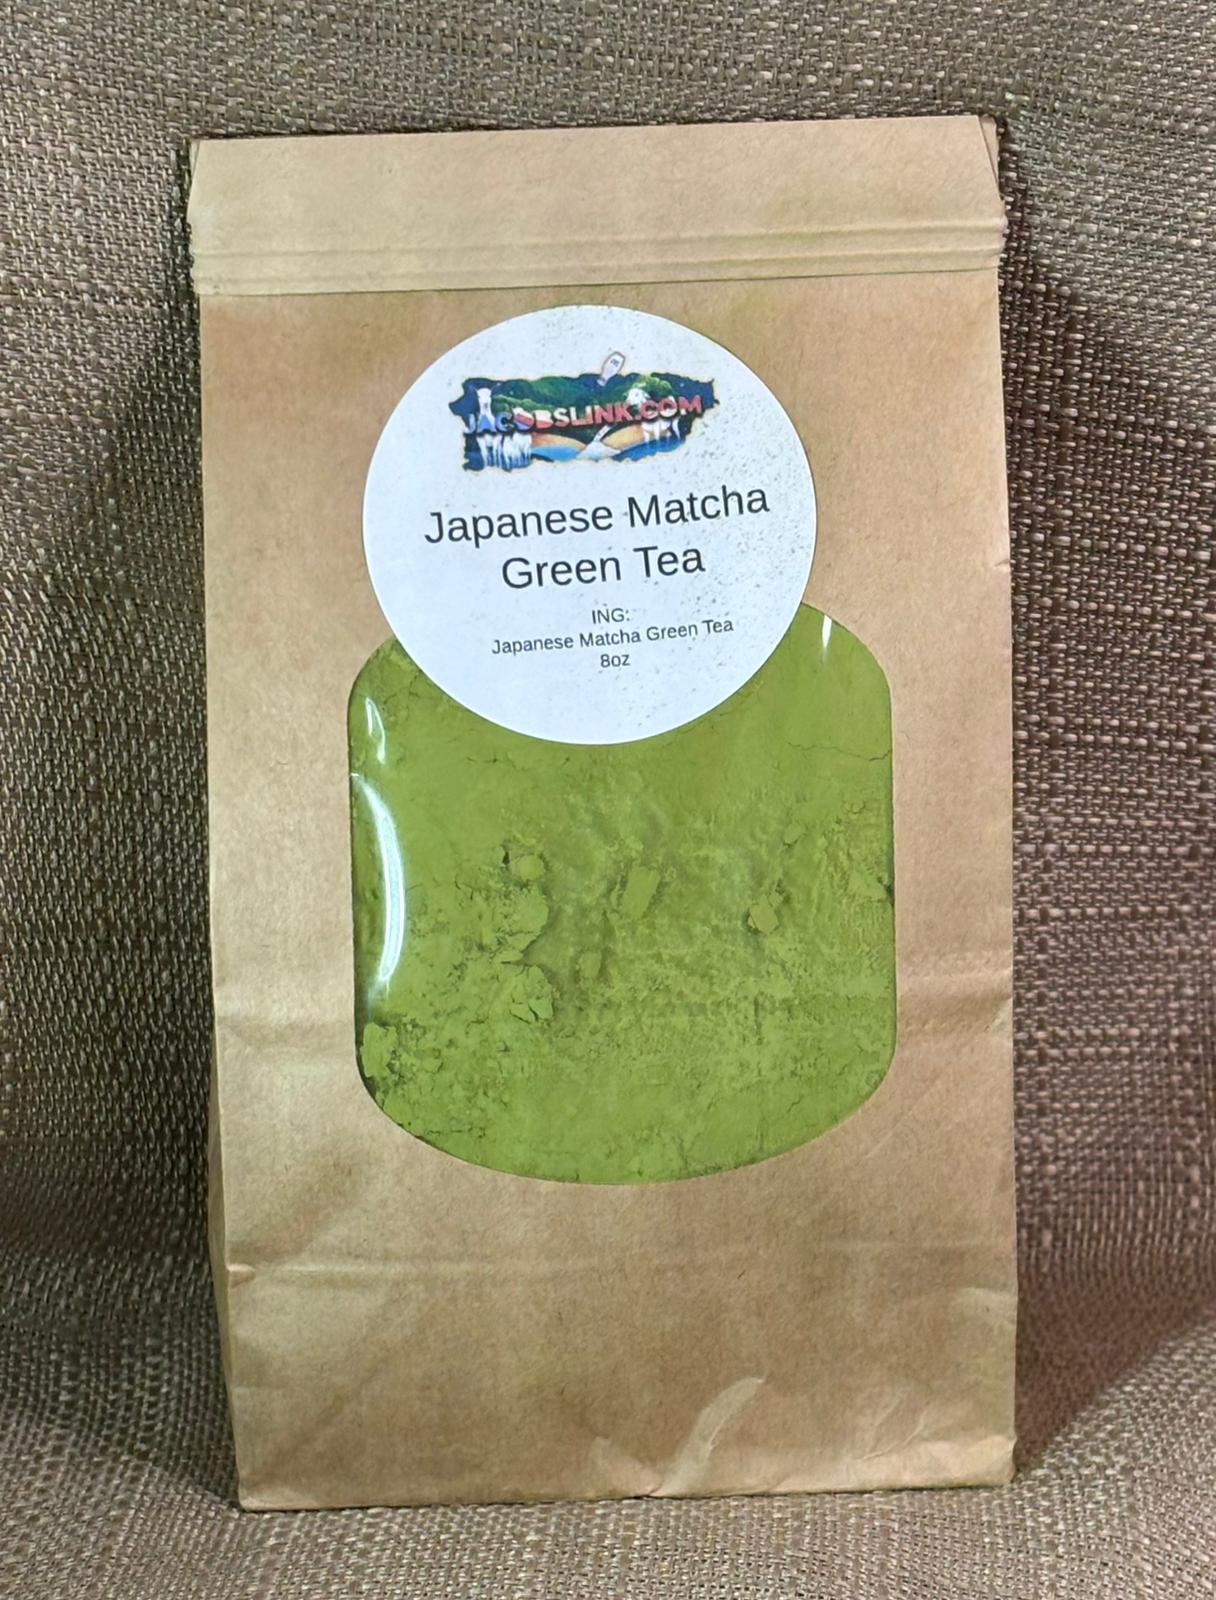 JACOBSLINK.COM
Japanese Matcha
Green Tea
ING:
Japanese Matcha Green Tea
8oz